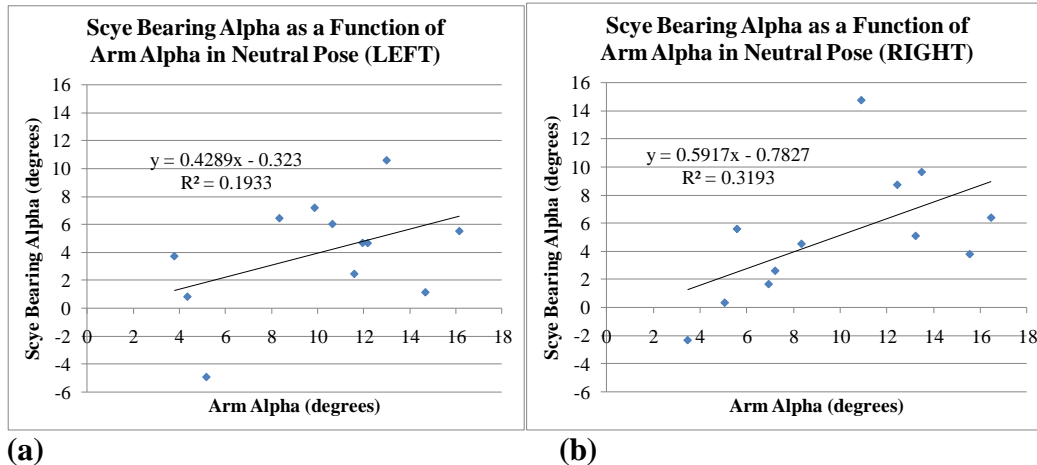 Scye Bearing Alpha as a Function of
Arm Alpha in Neutral Pose (LEFT)
Scye Bearing Alpha (degrees)
16
14
12
10
8
6
4
2
0
-2
-4
-6
0 2 4 6 8 10 12 14 16 18
y = 0.4289x - 0.323
R² = 0.1933
Arm Alpha (degrees)
(a)
Scye Bearing Alpha as a Function of
Arm Alpha in Neutral Pose (RIGHT)
Scye Bearing Alpha (degrees)
16
14
12
10
8
6
4
2
0
-2
-4
-6
0 2 4 6 8 10 12 14 16 18
y = 0.5917x - 0.7827
R² = 0.3193
Arm Alpha (degrees)
(b)